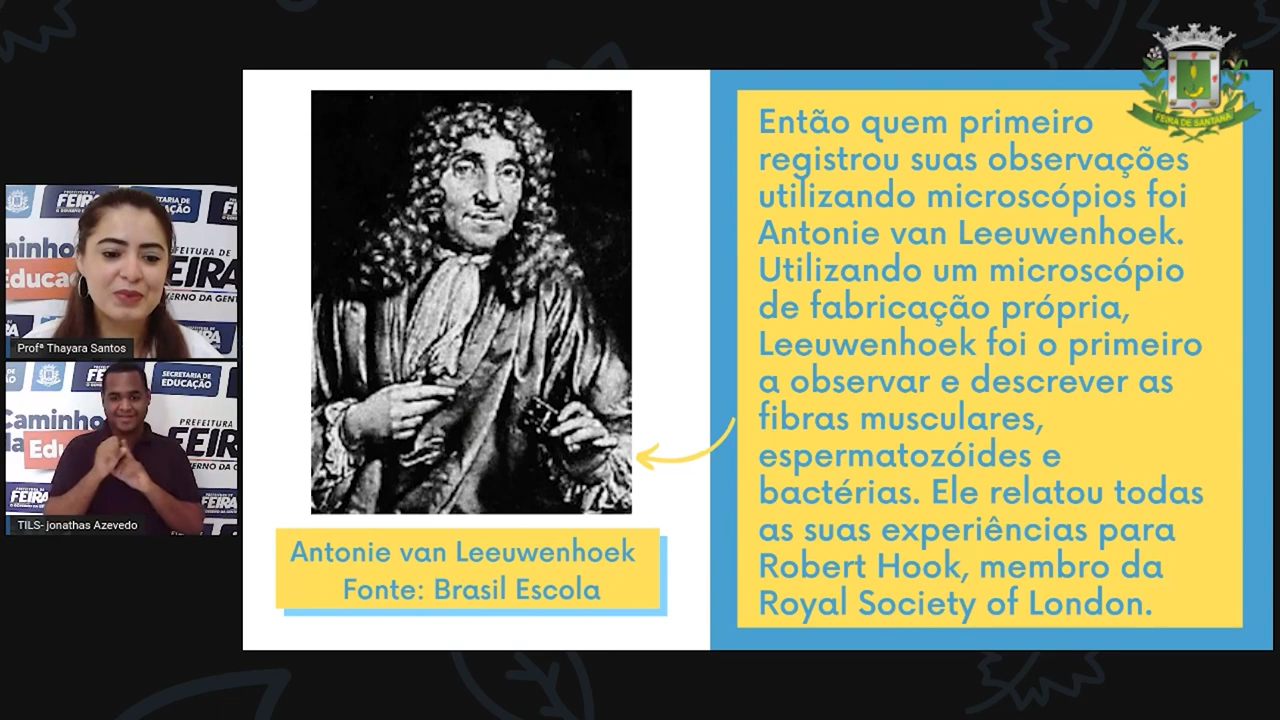 FEIRA DE SANTANA
Então quem primeiro
registrou suas observações
utilizando microscópios foi
Antonie van Leeuwenhoek.
Utilizando um microscópio
de fabricação própria,
Leeuwenhoek foi o primeiro
a observar e descrever as
fibras musculares,
espermatozóides e
bactérias. Ele relatou todas
as suas experiências para
Robert Hook, membro da
Royal Society of London.
Antonie van Leeuwenhoek
Fonte: Brasil Escola
Profª Thayara Santos
TILS- jonathas Azevedo
SECRETARIA DE
EDUCAÇÃO
Caminho
PREFEITURA DE
FEIRA